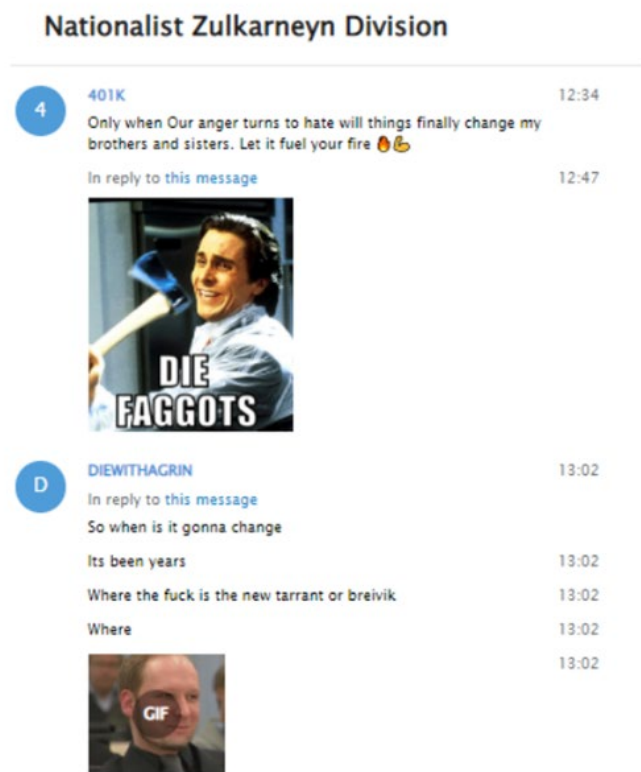 Nationalist Zulkarneyn Division
4
401K
12:34
Only when Our anger turns to hate will things finally change my
brothers and sisters. Let it fuel your fire 🔥💪
In reply to this message
12:47
DIE
FAGGOTS
D
DIEWITHAGRIN
13:02
In reply to this message
So when is it gonna change
Its been years
13:02
Where the fuck is the new tarrant or breivik
13:02
Where
13:02
13:02
GIF